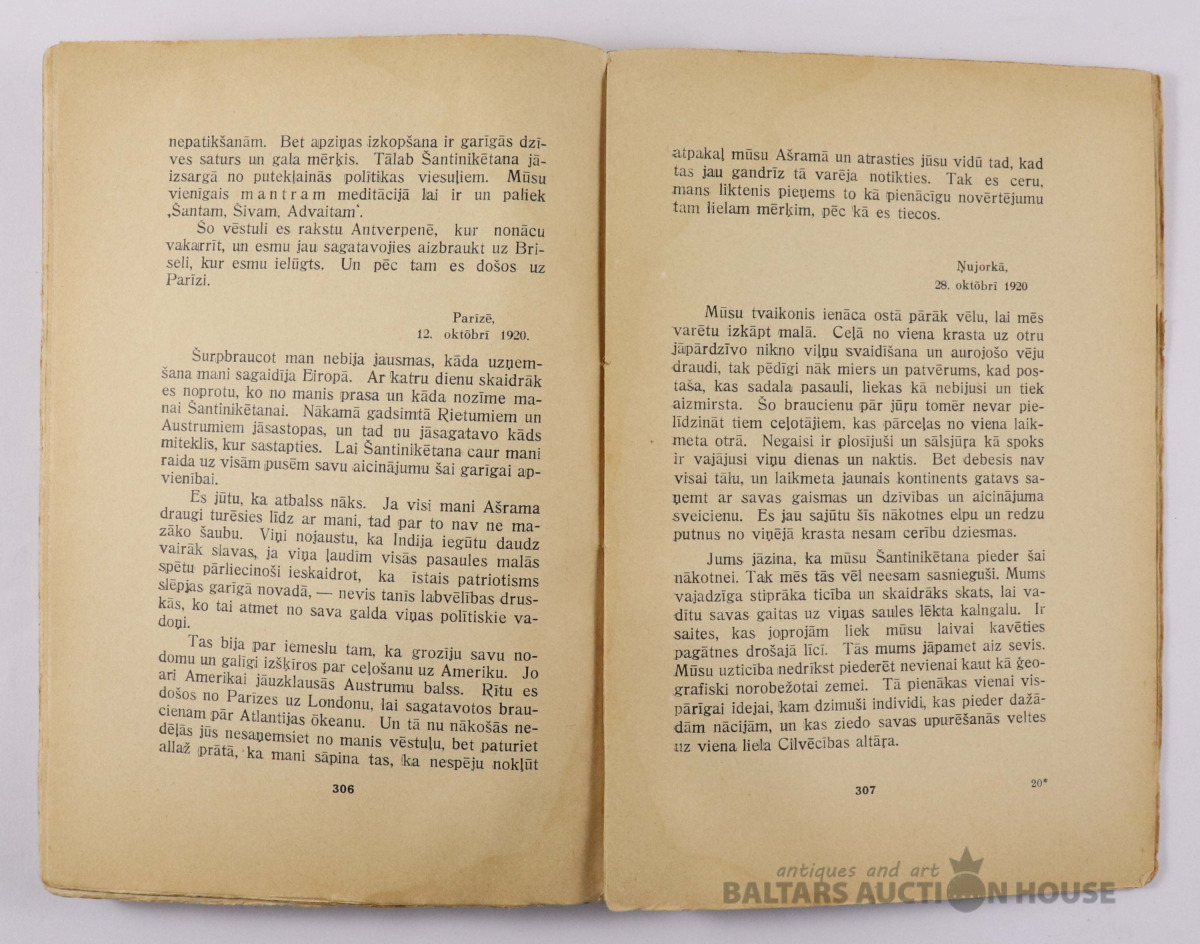 nepatikšanām. Bet apziņas izkopšana ir garīgās dzī-
ves saturs un gala mērķis. Tālab Šantinikētana jā-
izsargā no putekļainās polītikas viesuļiem. Mūsu
vienīgais mantram meditācijā lai ir un paliek
„Šantam, Šivam, Advaitam‟.
Šo vēstuli es rakstu Antverpenē, kur nonācu
vakarrīt, un esmu jau sagatavojies aizbraukt uz Bri-
seli, kur esmu ielūgts. Un pēc tam es došos uz
Parīzi.
Parīzē,
12. oktōbrī 1920.
Šurpbraucot man nebija jausmas, kāda uzņem-
šana mani sagaidīja Eiropā. Ar katru dienu skaidrāk
es noprotu, ko no manis prasa un kāda nozīme ma-
nai Šantinikētanai. Nākamā gadsimtā Rietumiem un
Austrumiem jāsastopas, un tad nu jāsagatavo kāds
miteklis, kur sastapties. Lai Šantinikētana caur mani
raida uz visām pusēm savu aicinājumu šai garīgai ap-
vienībai.
Es jūtu, ka atbalss nāks. Ja visi mani Ašrama
draugi turēsies līdz ar mani, tad par to nav ne ma-
zāko šaubu. Viņi nojaustu, ka Indija iegūtu daudz
vairāk slavas, ja viņa ļaudīm visās pasaules malās
spētu pārliecinoši ieskaidrot, ka īstais patriotisms
slēpjas garīgā novadā, — nevis tanīs labvēlības drus-
kās, ko tai atmet no sava galda viņas polītiskie va-
doņi.
Tas bija par iemeslu tam, ka grozīju savu no-
domu un galīgi izšķīros par ceļošanu uz Ameriku. Jo
arī Amerikai jāuzklausās Austrumu balss. Rītu es
došos no Parīzes uz Londonu, lai sagatavotos brau-
cienam pār Atlantijas ōkeanu. Un tā nu nākošās ne-
dēļās jūs nesaņemsiet no manis vēstuļu, bet paturiet
allaž prātā, ka mani sāpina tas, ka nespēju nokļūt
306
atpakaļ mūsu Ašramā un atrasties jūsu vidū tad, kad
tas jau gandrīz tā varēja notikties. Tak es ceru,
mans liktenis pieņems to kā pienācīgu novērtējumu
tam lielam mērķim, pēc kā es tiecos.
Ņujorkā,
28. oktōbrī 1920
Mūsu tvaikonis ienāca ostā pārāk vēlu, lai mēs
varētu izkāpt malā. Ceļā no viena krasta uz otru
jāpārdzīvo nikno viļņu svaidīšana un aurojošo vēju
draudi, tak pēdīgi nāk miers un patvērums, kad pos-
taša, kas sadala pasauli, liekas kā nebijuši un tiek
aizmirsta. Šo braucienu pār jūŗu tomēr nevar pie-
līdzināt tiem ceļotājiem, kas pārceļas no viena laik-
meta otrā. Negaisi ir plosījuši un sālsjūŗa kā spoks
ir vajājusi viņu dienas un naktis. Bet debesis nav
visai tālu, un laikmeta jaunais kontinents gatavs sa-
ņemt ar savas gaismas un dzīvības un aicinājuma
sveicienu. Es jau sajūtu šīs nākotnes elpu un redzu
putnus no viņējā krasta nesam cerību dziesmas.
Jums jāzina, ka mūsu Šantinikētana pieder šai
nākotnei. Tak mēs tās vēl neesam sasnieguši. Mums
vajadzīga stiprāka ticība un skaidrāks skats, lai va-
dītu savas gaitas uz viņas saules lēkta kalngalu. Ir
saites, kas joprojām liek mūsu laivai kavēties
pagātnes drošajā līcī. Tās mums jāpamet aiz sevis.
Mūsu uzticība nedrīkst piederēt nevienai kaut kā ģeo-
grafiski norobežotai zemei. Tā pienākas vienai vis-
pārīgai idejai, kam dzimuši individi, kas pieder dažā-
dām nācijām, un kas ziedo savas upurēšanās veltes
uz viena liela Cilvēcības altāŗa.
307
20*
antiques and art
BALTARS AUCTION HOUSE